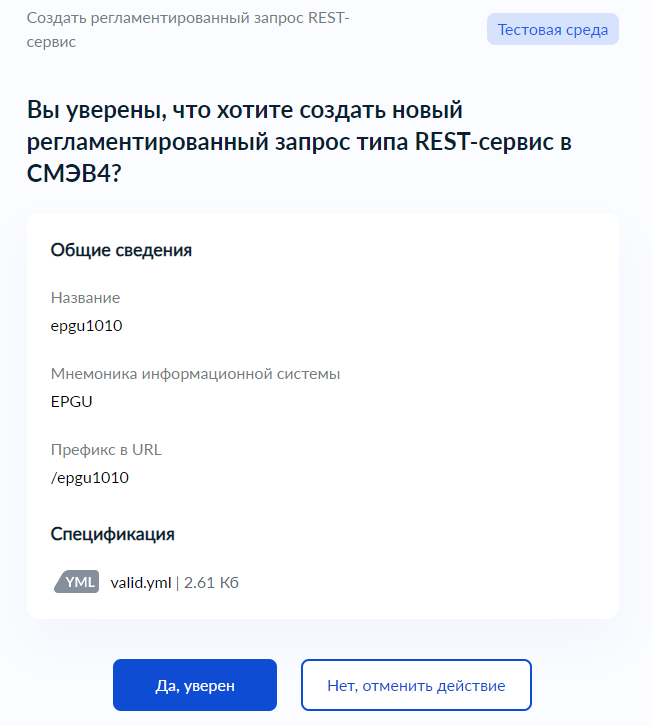 Создать регламентированный запрос REST-
сервис
Тестовая среда
Вы уверены, что хотите создать новый
регламентированный запрос типа REST-сервис в
СМЭВ4?
Общие сведения
Название
epgu1010
Мнемоника информационной системы
EPGU
Префикс в URL
/epgu1010
Спецификация
YML valid.yml | 2.61 Кб
Да, уверен
Нет, отменить действие